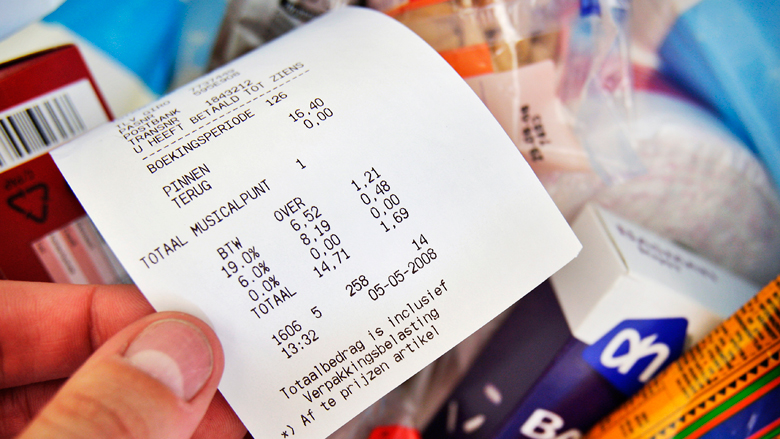 POSTBANK
TRANSNR 1843212
U HEEFT BETAALD TOT ZIENS
BOEKINGSPERIODE 126
PINNEN 16,40
TERUG 0.00
TOTAAL MUSICALPUNT 1
BTW OVER
19.0% 6,52 1,21
6.0% 8,19 0,48
0.0% 0,00 0,00
TOTAAL 14,71 1,69
1606 5 258 14
13:32 05-05-2008
Totaalbedrag is inclusief
Verpakkingsbelasting
*) Af te prijzen artikel